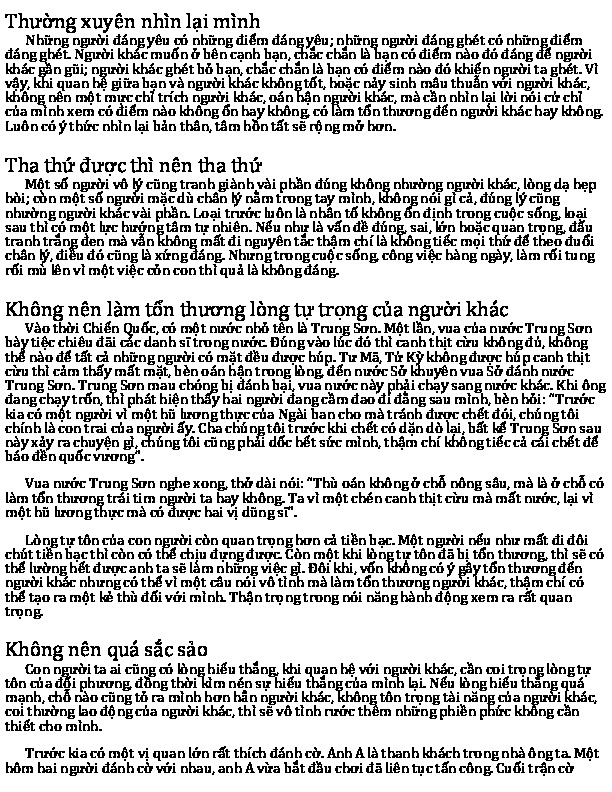 Thường xuyên nhìn lại mình
Những người đáng yêu có những điểm đáng yêu; những người đáng ghét có những điểm
đáng ghét. Người khác muốn ở bên cạnh bạn, chắc chắn là bạn có điểm nào đó đáng để người
khác gần gũi; người khác ghét bỏ bạn, chắc chắn là bạn có điểm nào đó khiến người ta ghét. Vì
vậy, khi quan hệ giữa bạn và người khác không tốt, hoặc nảy sinh mâu thuẫn với người khác,
không nên một mực chỉ trích người khác, oán hận người khác, mà cần nhìn lại lời nói cử chỉ
của mình xem có điểm nào không ổn hay không, có làm tổn thương đến người khác hay không.
Luôn có ý thức nhìn lại bản thân, tâm hồn tất sẽ rộng mở hơn.
Tha thứ được thì nên tha thứ
Một số người vô lý cũng tranh giành vài phần đúng không nhường người khác, lòng dạ hẹp
hòi; còn một số người mặc dù chân lý nằm trong tay mình, không nói gì cả, đúng lý cũng
nhường người khác vài phần. Loại trước luôn là nhân tố không ổn định trong cuộc sống, loại
sau thì có một lực hướng tâm tự nhiên. Nếu như là vấn đề đúng, sai, lớn hoặc quan trọng, đấu
tranh trắng đen mà vẫn không mất đi nguyên tắc thậm chí là không tiếc mọi thứ để theo đuổi
chân lý, điều đó cũng là xứng đáng. Nhưng trong cuộc sống, công việc hàng ngày, làm rối tung
rối mù lên vì một việc cỏn con thì quả là không đáng.
Không nên làm tổn thương lòng tự trọng của người khác
Vào thời Chiến Quốc, có một nước nhỏ tên là Trung Sơn. Một lần, vua của nước Trung Sơn
bày tiệc chiêu đãi các danh sĩ trong nước. Đúng vào lúc đó thì canh thịt cừu không đủ, không
thể nào để tất cả những người có mặt đều được húp. Tư Mã, Tử Kỳ không được húp canh thịt
cừu thì cảm thấy mất mặt, bèn oán hận trong lòng, đến nước Sở khuyên vua Sở đánh nước
Trung Sơn. Trung Sơn mau chóng bị đánh bại, vua nước này phải chạy sang nước khác. Khi ông
đang chạy trốn, thì phát hiện thấy hai người đang cầm đao đi đằng sau mình, bèn hỏi: "Trước
kia có một người vì một hũ lương thực của Ngài ban cho mà tránh được chết đói, chúng tôi
chính là con trai của người ấy. Cha chúng tôi trước khi chết có dặn dò lại, bất kể Trung Sơn sau
này xảy ra chuyện gì, chúng tôi cũng phải dốc hết sức mình, thậm chí không tiếc cả cái chết để
báo đền quốc vương".
Vua nước Trung Sơn nghe xong, thở dài nói: "Thù oán không ở chỗ nông sâu, mà là ở chỗ có
làm tổn thương trái tim người ta hay không. Ta vì một chén canh thịt cừu mà mất nước, lại vì
một hũ lương thực mà có được hai vị dũng sĩ".
Lòng tự tôn của con người còn quan trọng hơn cả tiền bạc. Một người nếu như mất đi đôi
chút tiền bạc thì còn có thể chịu đựng được. Còn một khi lòng tự tôn đã bị tổn thương, thì sẽ có
thể lường hết được anh ta sẽ làm những việc gì. Đôi khi, vốn không có ý gây tổn thương đến
người khác nhưng có thể vì một câu nói vô tình mà làm tổn thương người khác, thậm chí có
thể tạo ra một kẻ thù đối với mình. Thận trọng trong nói năng hành động xem ra rất quan
trọng.
Không nên quá sắc sảo
Con người ta ai cũng có lòng hiếu thắng, khi quan hệ với người khác, cần coi trọng lòng tự
tôn của đối phương, đồng thời kìm nén sự hiếu thắng của mình lại. Nếu lòng hiếu thắng quá
mạnh, chỗ nào cũng tỏ ra mình hơn hẳn người khác, không tôn trọng tài năng của người khác,
coi thường lao động của người khác, thì sẽ vô tình rước thêm những phiền phức không cần
thiết cho mình.
Trước kia có một vị quan lớn rất thích đánh cờ. Anh A là thanh khách trong nhà ông ta. Một
hôm hai người đánh cờ với nhau, anh A vừa bắt đầu chơi đã liên tục tấn công. Cuối trận cờ